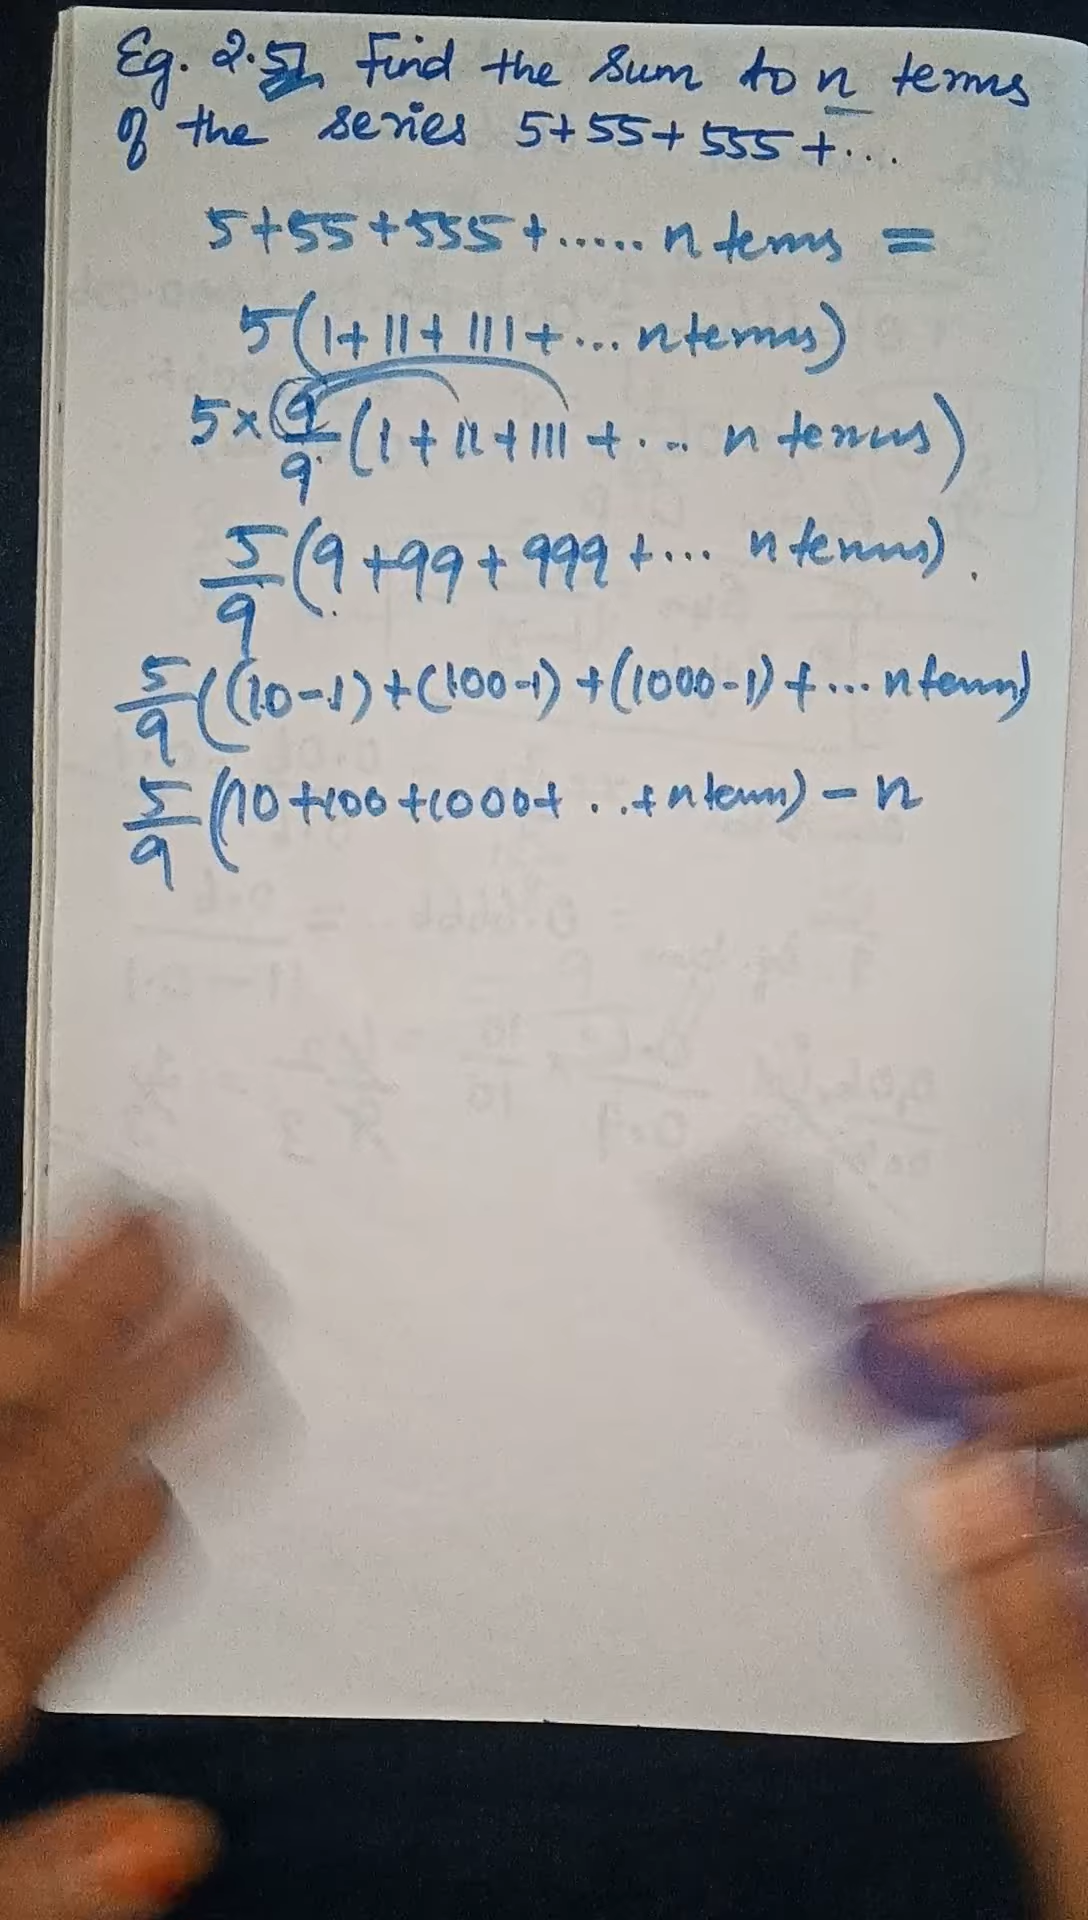 Eg. 2.51 Find the sum to n terms
of the series 5+55+555+...
5+55+555+..... n terms =
5(1+11+111+... n terms)
5×9/9 (1+11+111+... n terms)
5/9 (9+99+999+... n terms).
5/9 ((10-1)+(100-1)+(1000-1)+... n term)
5/9 (10+100+1000+...+n term) - n